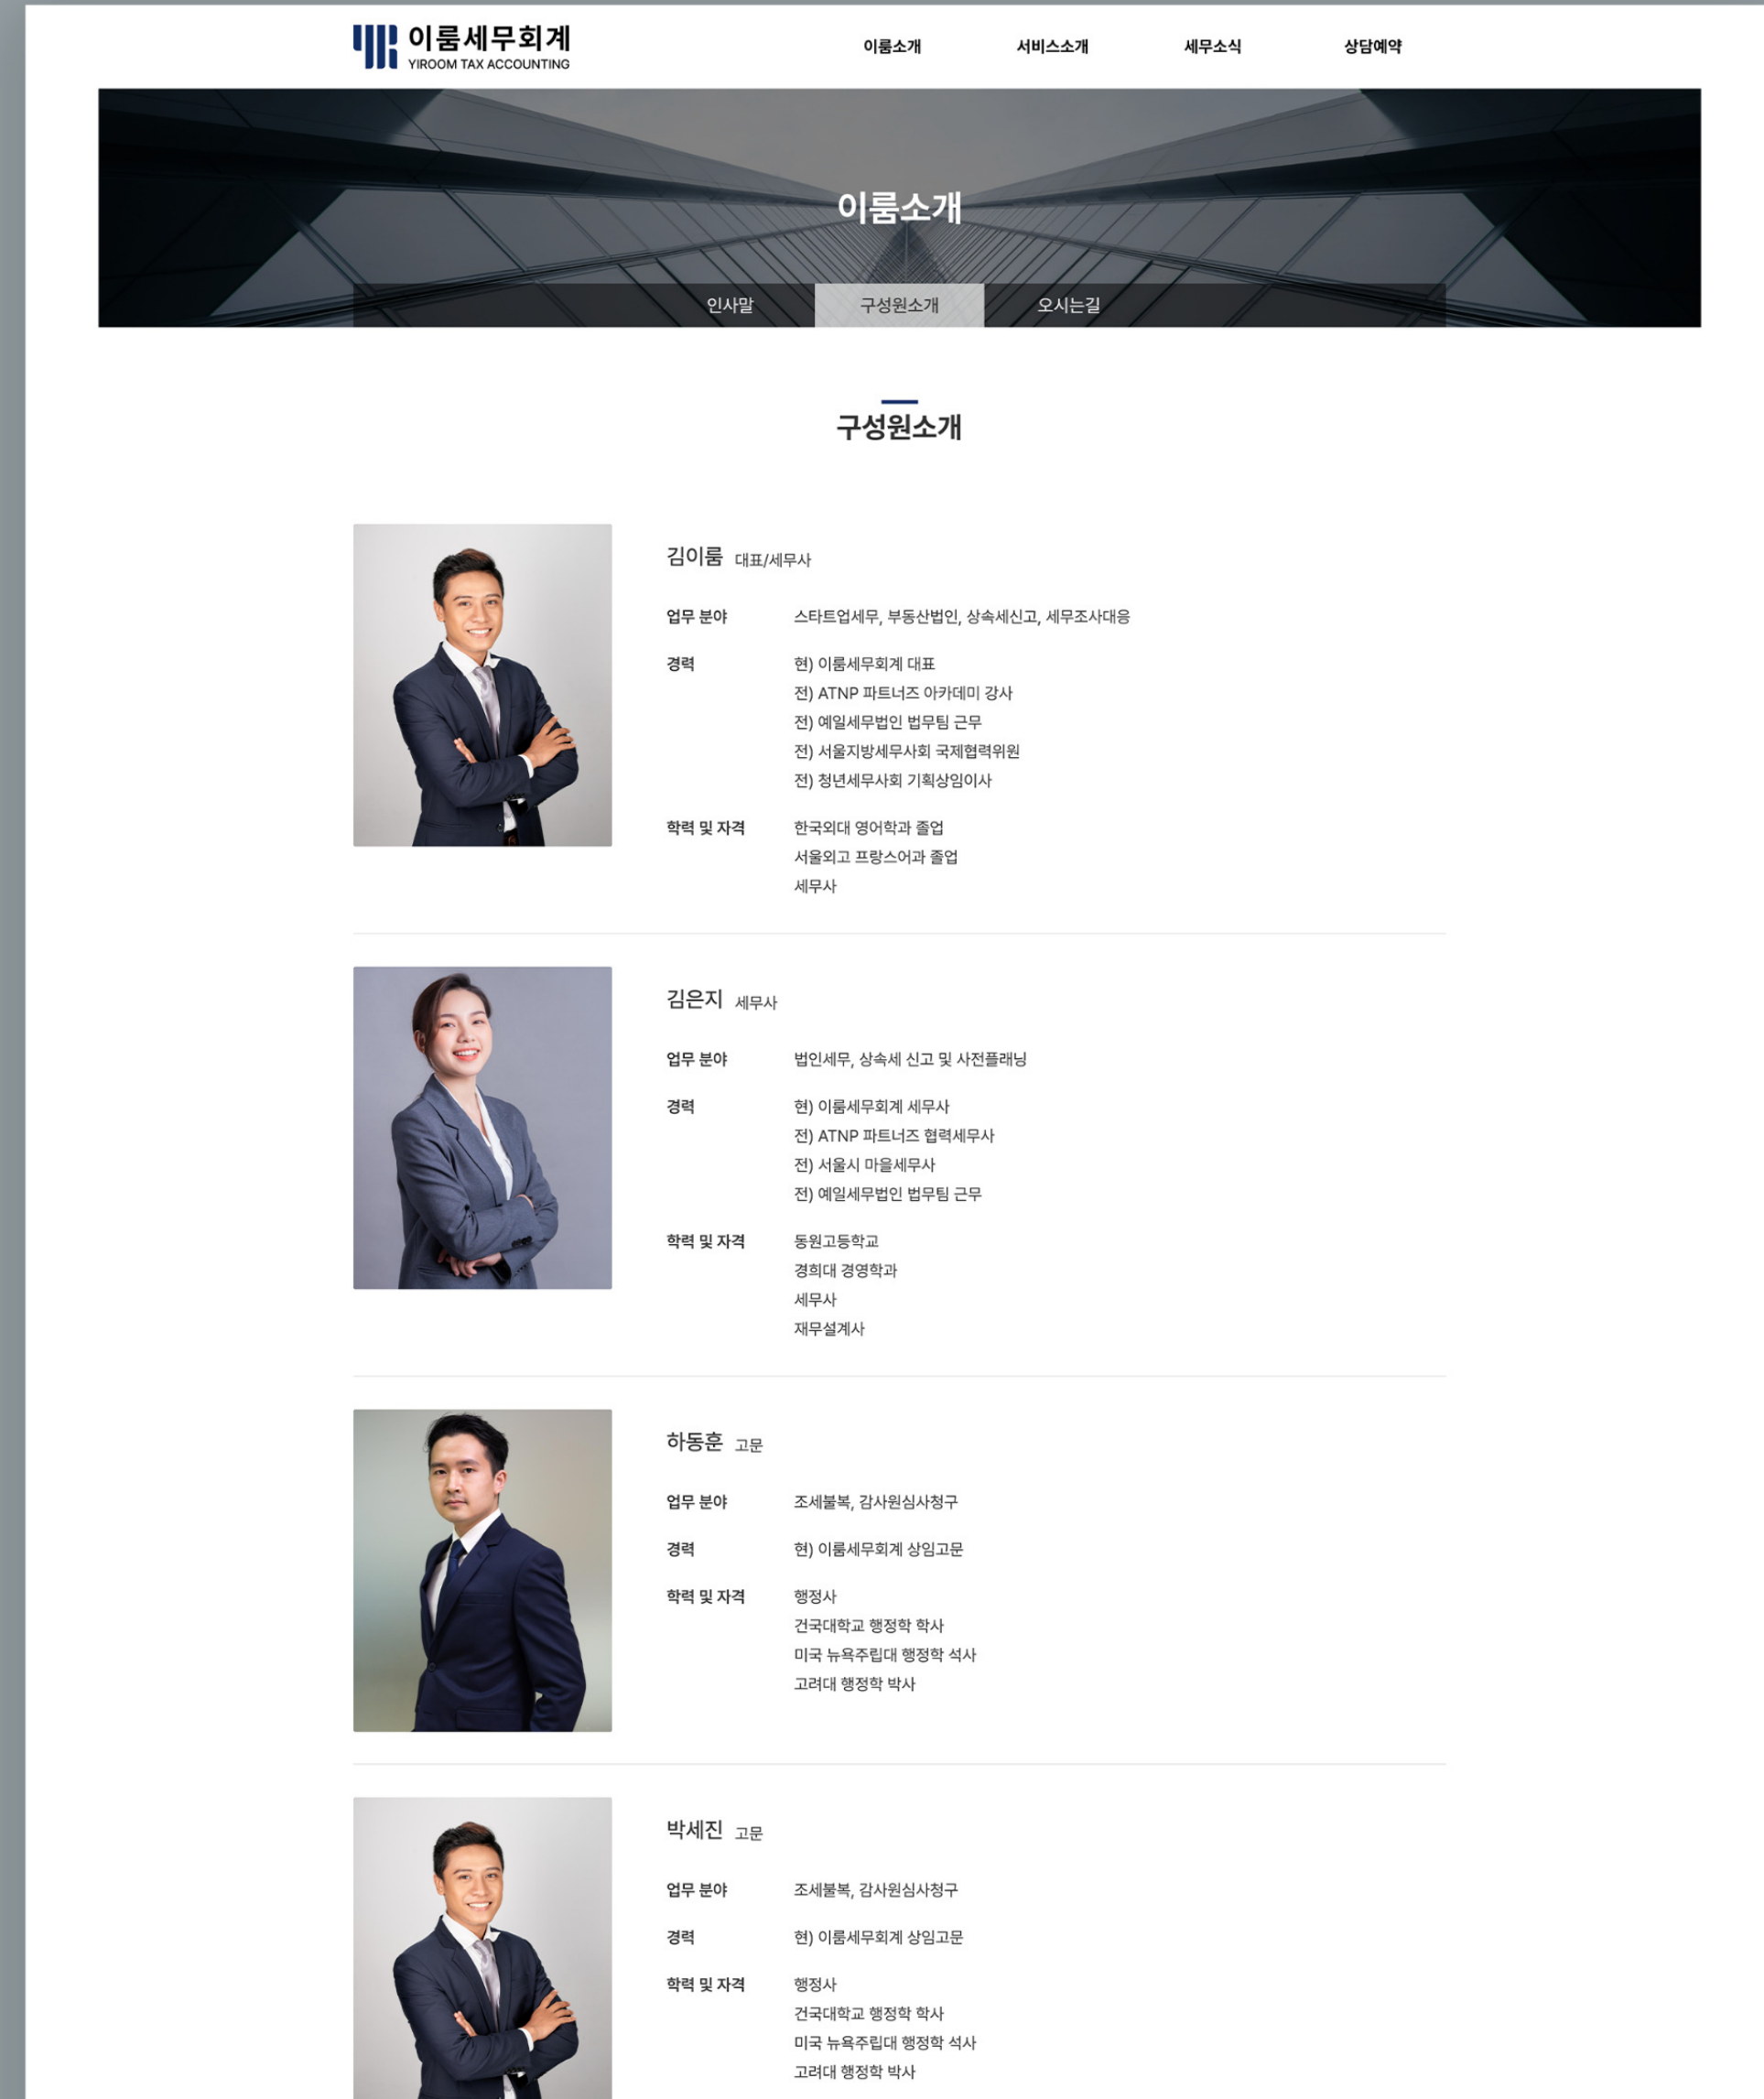 이룸세무회계
YIROOM TAX ACCOUNTING
이룸소개 서비스소개 세무소식 상담예약
이룸소개
인사말 구성원소개 오시는길
구성원소개
김이룸 대표/세무사
업무 분야 스타트업세무, 부동산법인, 상속세신고, 세무조사대응
경력 현) 이룸세무회계 대표
전) ATNP 파트너즈 아카데미 강사
전) 예일세무법인 법무팀 근무
전) 서울지방세무사회 국제협력위원
전) 청년세무사회 기획상임이사
학력 및 자격 한국외대 영어학과 졸업
서울외고 프랑스어과 졸업
세무사
김은지 세무사
업무 분야 법인세무, 상속세 신고 및 사전플래닝
경력 현) 이룸세무회계 세무사
전) ATNP 파트너즈 협력세무사
전) 서울시 마을세무사
전) 예일세무법인 법무팀 근무
학력 및 자격 동원고등학교
경희대 경영학과
세무사
재무설계사
하동훈 고문
업무 분야 조세불복, 감사원심사청구
경력 현) 이룸세무회계 상임고문
학력 및 자격 행정사
건국대학교 행정학 학사
미국 뉴욕주립대 행정학 석사
고려대 행정학 박사
박세진 고문
업무 분야 조세불복, 감사원심사청구
경력 현) 이룸세무회계 상임고문
학력 및 자격 행정사
건국대학교 행정학 학사
미국 뉴욕주립대 행정학 석사
고려대 행정학 박사